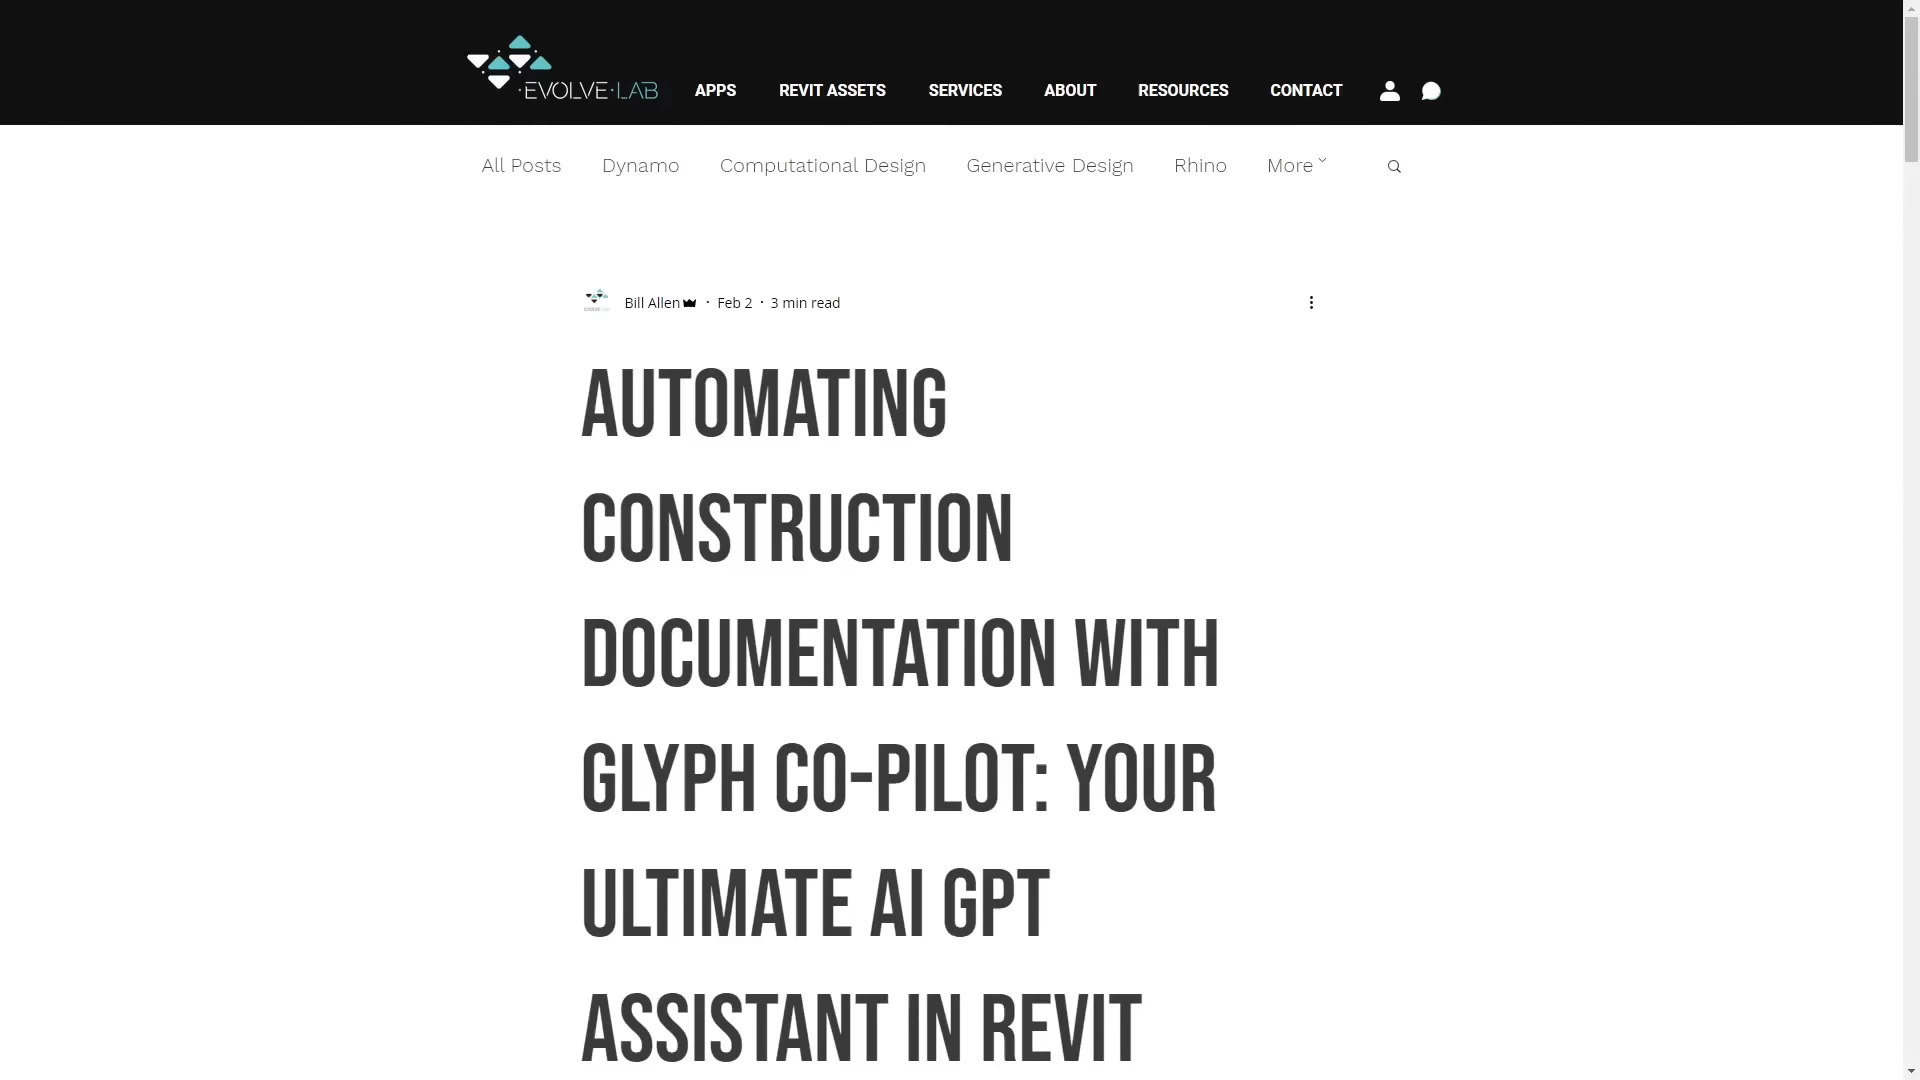 EVOLVE·LAB
APPS REVIT ASSETS SERVICES ABOUT RESOURCES CONTACT
All Posts Dynamo Computational Design Generative Design Rhino More
Bill Allen · Feb 2 · 3 min read
AUTOMATING
CONSTRUCTION
DOCUMENTATION WITH
GLYPH CO-PILOT: YOUR
ULTIMATE AI GPT
ASSISTANT IN REVIT